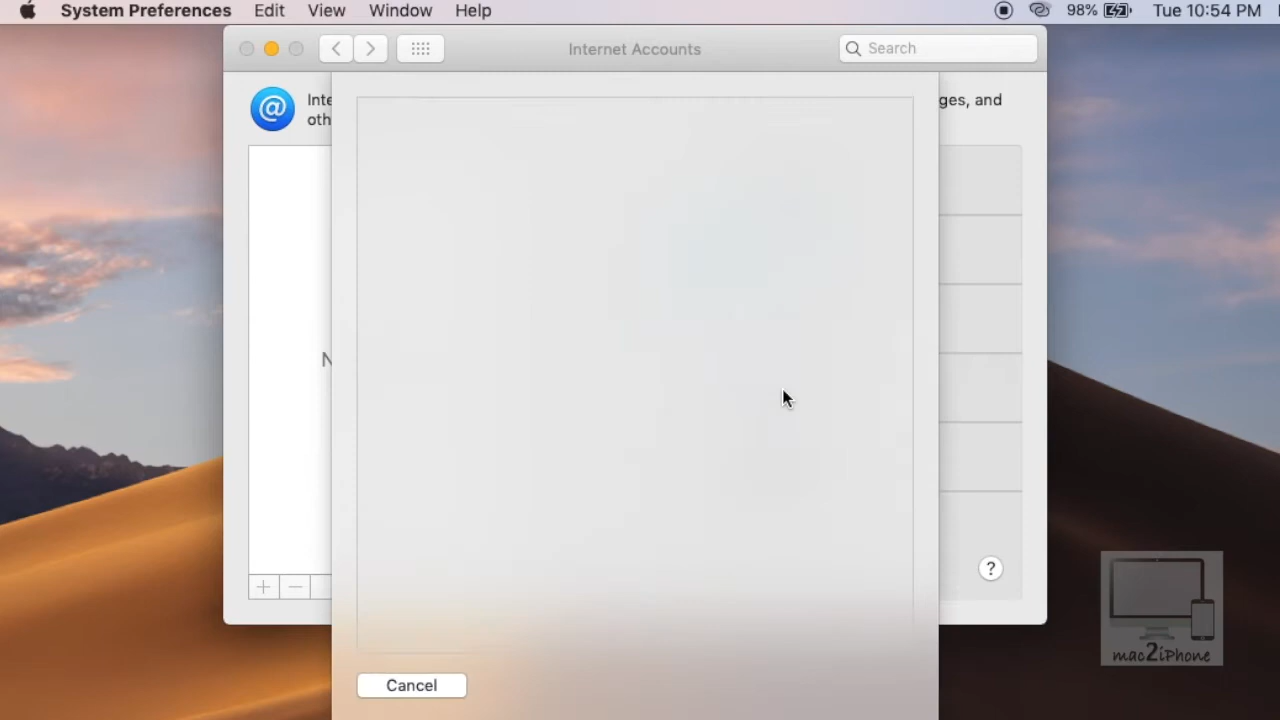 System Preferences Edit View Window Help 98% Tue 10:54 PM
Internet Accounts
Search
@
Inte
ges, and
oth
N
?
Cancel
mac2iPhone